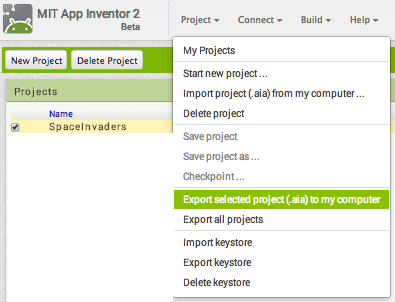 MIT App Inventor 2
Beta
Project Connect Build Help
New Project Delete Project
My Projects
Start new project ...
Import project (.aia) from my computer ...
Delete project
Save project
Save project as ...
Checkpoint ...
Export selected project (.aia) to my computer
Export all projects
Import keystore
Export keystore
Delete keystore
Projects
Name
SpaceInvaders